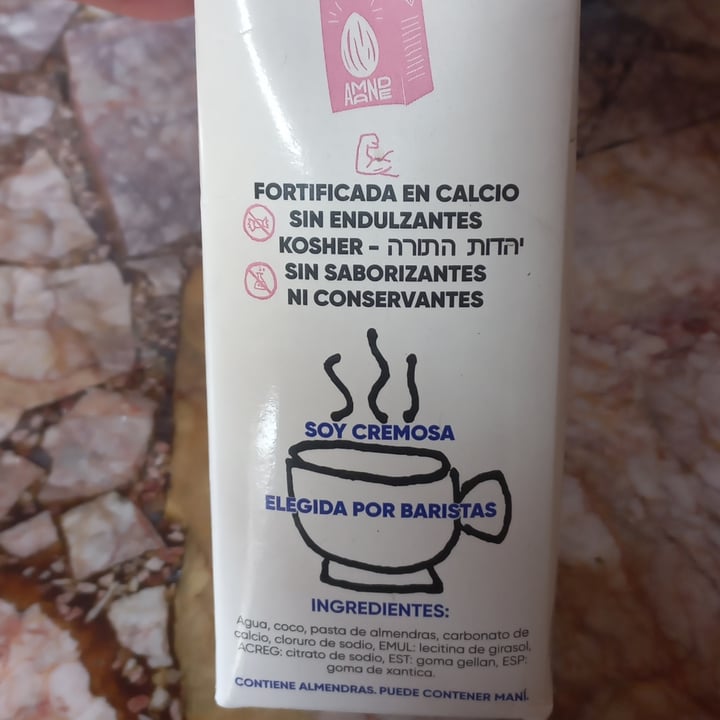 AMANDE
FORTIFICADA EN CALCIO
SIN ENDULZANTES
KOSHER - יהדות התורה
SIN SABORIZANTES
NI CONSERVANTES
SOY CREMOSA
ELEGIDA POR BARISTAS
INGREDIENTES:
Agua, coco, pasta de almendras, carbonato de
calcio, cloruro de sodio, EMUL: lecitina de girasol,
ACREG: citrato de sodio, EST: goma gellan, ESP:
goma de xantica.
CONTIENE ALMENDRAS. PUEDE CONTENER MANÍ.